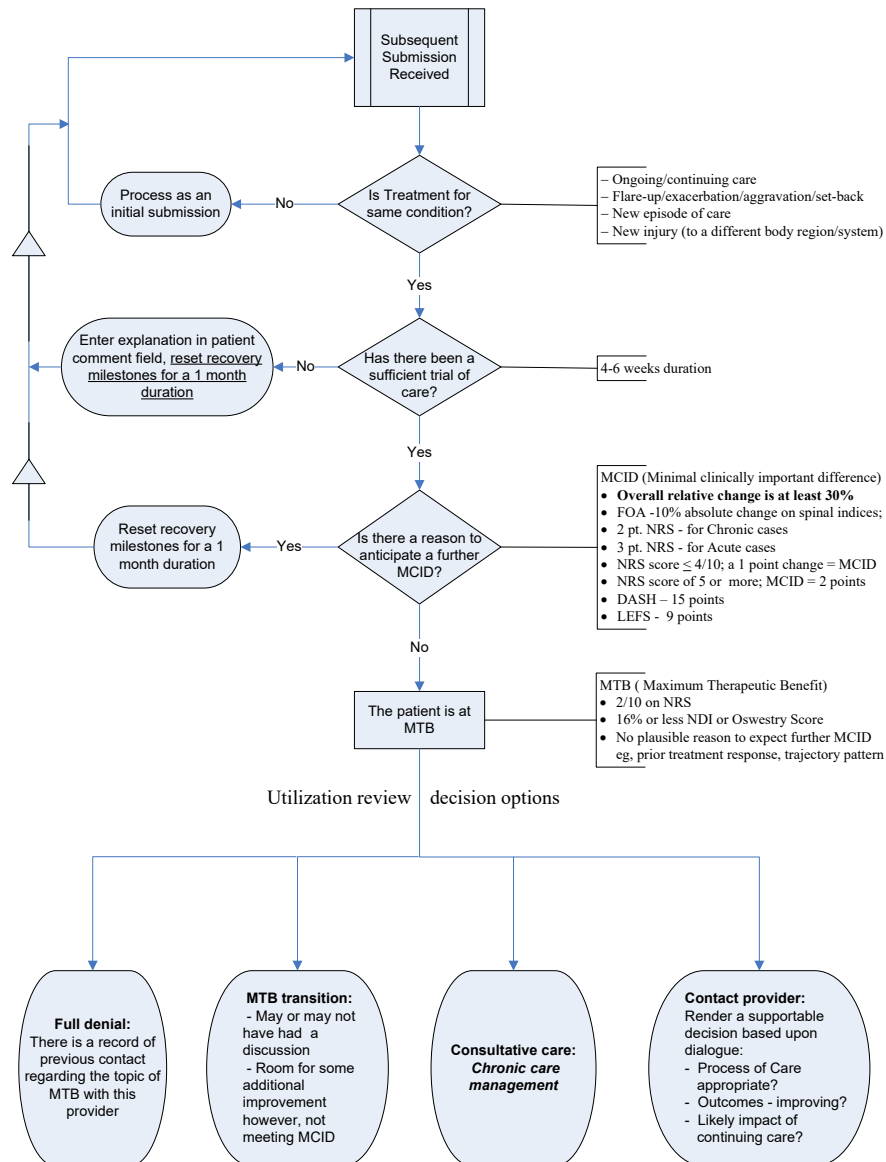 Subsequent
Submission
Received
Process as an
initial submission
No
Is Treatment for
same condition?
– Ongoing/continuing care
– Flare-up/exacerbation/aggravation/set-back
– New episode of care
– New injury (to a different body region/system)
Yes
Enter explanation in patient
comment field, reset recovery
milestones for a 1 month
duration
No
Has there been a
sufficient trial of
care?
4-6 weeks duration
Yes
Reset recovery
milestones for a 1
month duration
Yes
Is there a reason to
anticipate a further
MCID?
MCID (Minimal clinically important difference)
• Overall relative change is at least 30%
• FOA -10% absolute change on spinal indices;
• 2 pt. NRS - for Chronic cases
• 3 pt. NRS - for Acute cases
• NRS score ≤ 4/10; a 1 point change = MCID
• NRS score of 5 or more; MCID = 2 points
• DASH – 15 points
• LEFS - 9 points
No
The patient is at
MTB
MTB ( Maximum Therapeutic Benefit)
• 2/10 on NRS
• 16% or less NDI or Oswestry Score
• No plausible reason to expect further MCID
eg, prior treatment response, trajectory pattern
Utilization review decision options
Full denial:
There is a record of
previous contact
regarding the topic of
MTB with this
provider
MTB transition:
- May or may not
have had a
discussion
- Room for some
additional
improvement
however, not
meeting MCID
Consultative care:
Chronic care
management
Contact provider:
Render a supportable
decision based upon
dialogue:
- Process of Care
appropriate?
- Outcomes - improving?
- Likely impact of
continuing care?